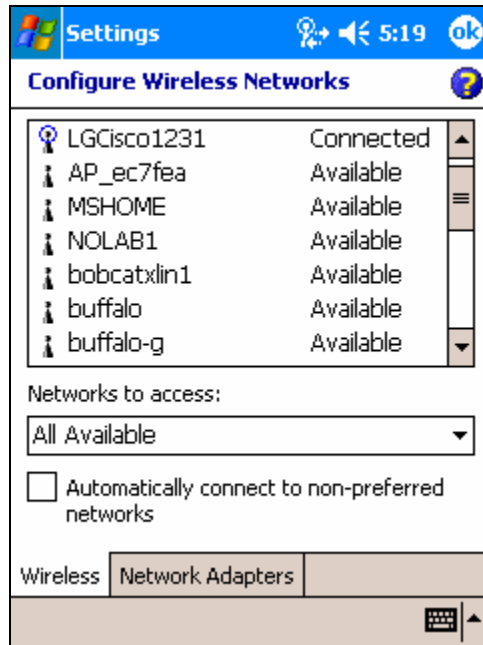 Settings 5:19 ok
Configure Wireless Networks ?
LGCisco1231 Connected
AP_ec7fea Available
MSHOME Available
NOLAB1 Available
bobcatxlin1 Available
buffalo Available
buffalo-g Available
Networks to access:
All Available
Automatically connect to non-preferred
networks
Wireless Network Adapters